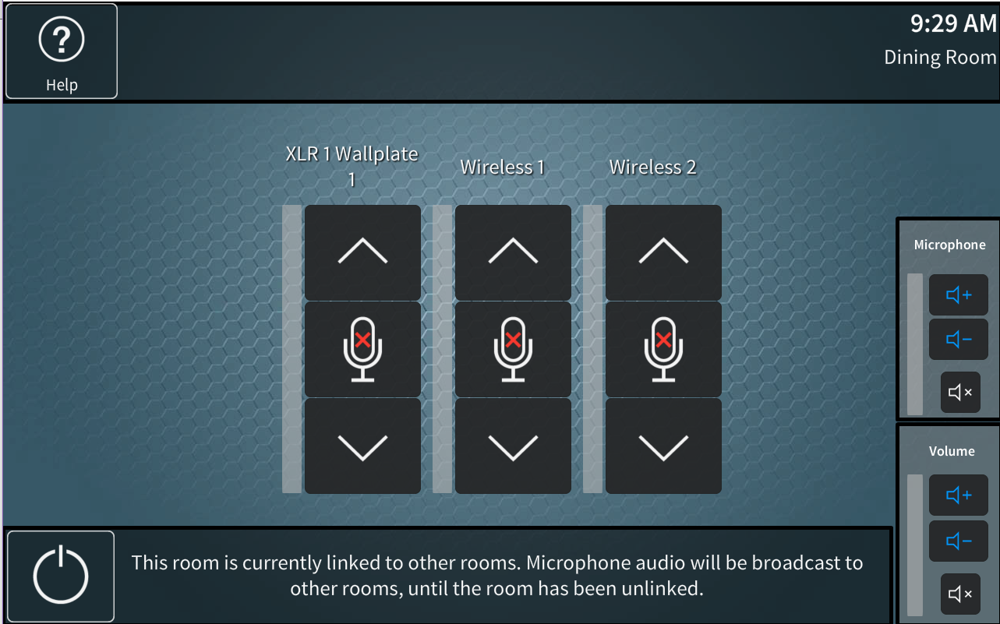 9:29 AM
Dining Room
Help
XLR 1 Wallplate
1
Wireless 1
Wireless 2
Microphone
Volume
This room is currently linked to other rooms. Microphone audio will be broadcast to
other rooms, until the room has been unlinked.